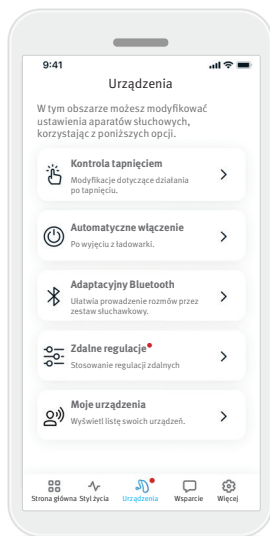 9:41
Urządzenia
W tym obszarze możesz modyfikować
ustawienia aparatów słuchowych,
korzystając z poniższych opcji.
Kontrola tapnięciem
Modyfikacje dotyczące działania
po tapnięciu.
Automatyczne włączenie
Po wyjęciu z ładowarki.
Adaptacyjny Bluetooth
Ułatwia prowadzenie rozmów przez
zestaw słuchawkowy.
Zdalne regulacje
Stosowanie regulacji zdalnych
Moje urządzenia
Wyświetl listę swoich urządzeń.
Strona główna Styl życia Urządzenia Wsparcie Więcej